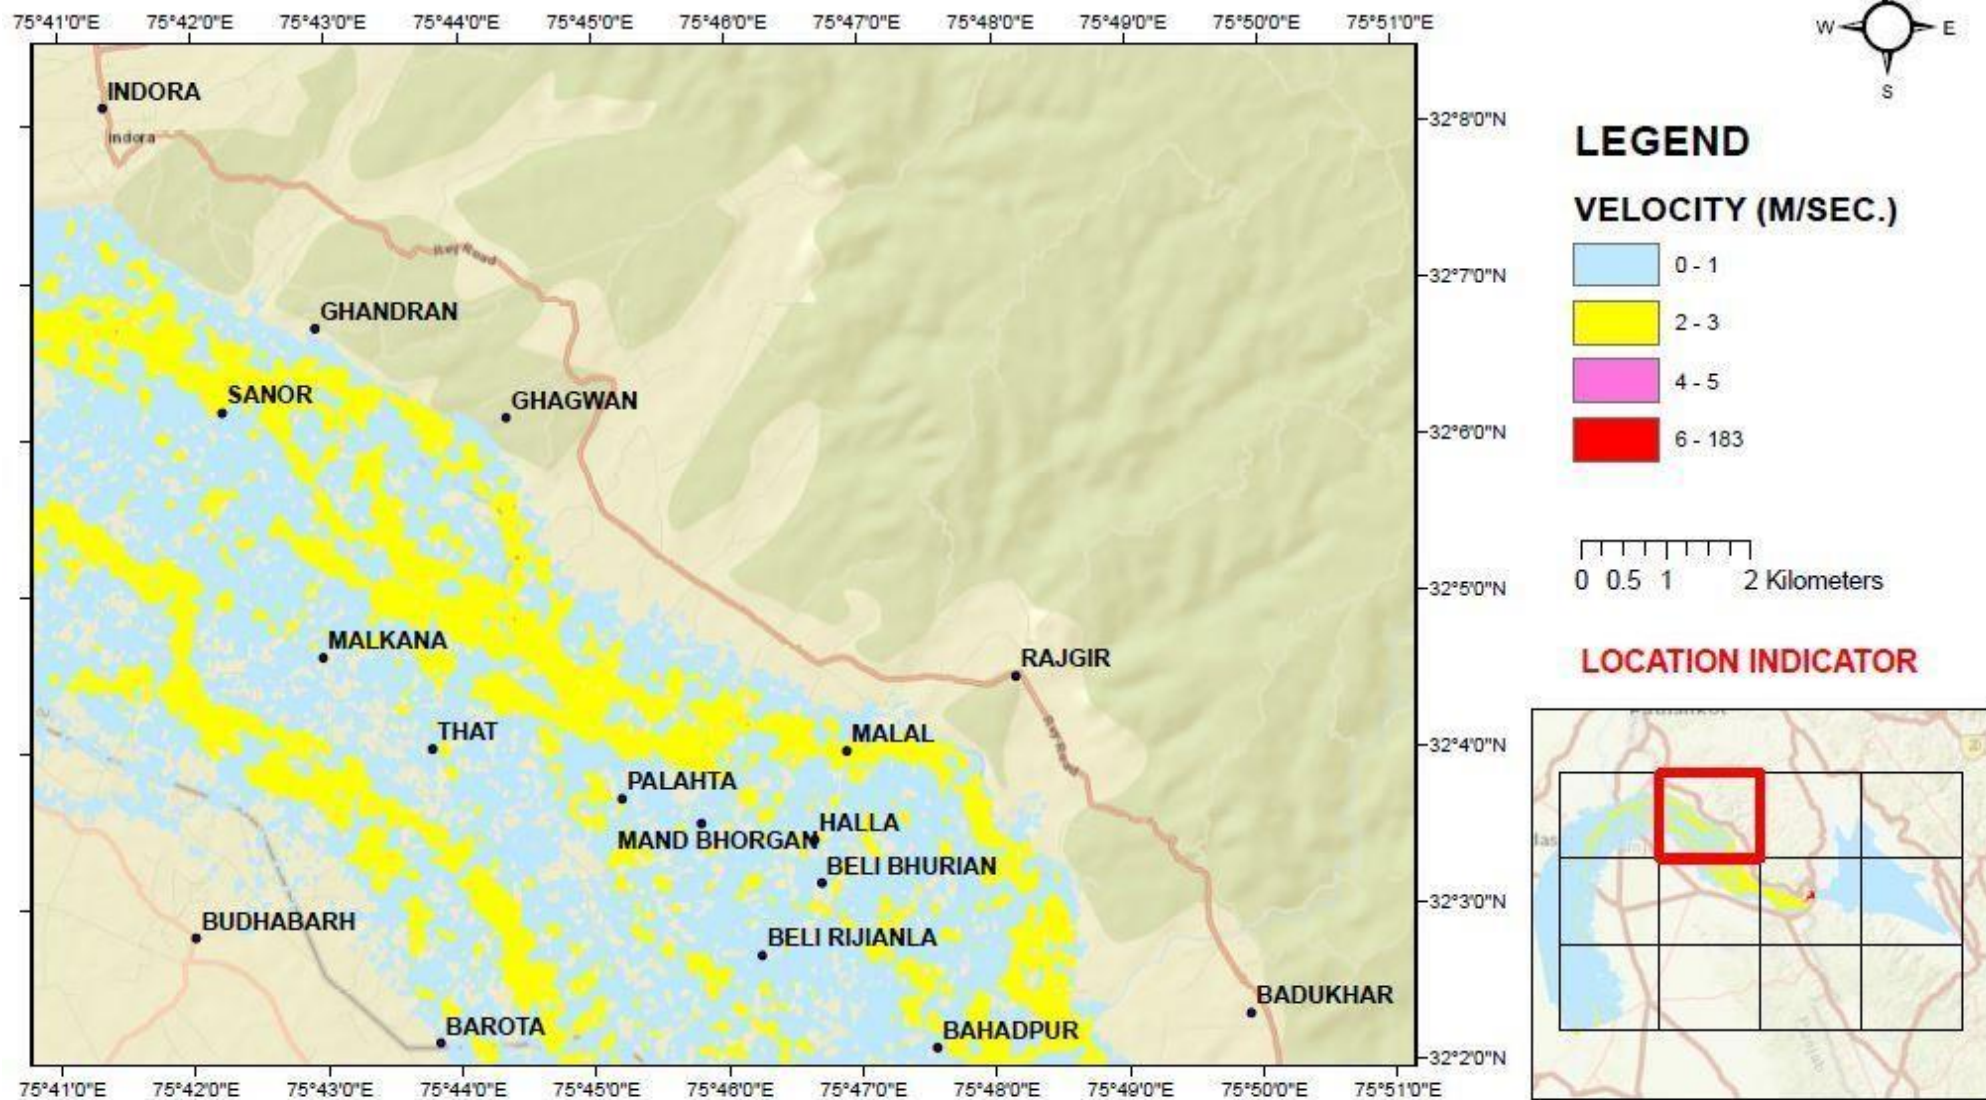 75°41'0"E 75°42'0"E 75°43'0"E 75°44'0"E 75°45'0"E 75°46'0"E 75°47'0"E 75°48'0"E 75°49'0"E 75°50'0"E 75°51'0"E
W E
S
INDORA
Indora
32°8'0"N
LEGEND
VELOCITY (M/SEC.)
Rey Road
0 - 1
32°7'0"N
GHANDRAN
2 - 3
SANOR
GHAGWAN
4 - 5
32°6'0"N
6 - 183
32°5'0"N
0 0.5 1 2 Kilometers
MALKANA
RAJGIR
LOCATION INDICATOR
THAT
MALAL
Rey Road
32°4'0"N
PALAHTA
MAND BHORGAN
HALLA
BELI BHURIAN
32°3'0"N
BUDHABARH
BELI RIJIANLA
BADUKHAR
BAROTA
BAHADPUR
32°2'0"N
75°41'0"E 75°42'0"E 75°43'0"E 75°44'0"E 75°45'0"E 75°46'0"E 75°47'0"E 75°48'0"E 75°49'0"E 75°50'0"E 75°51'0"E